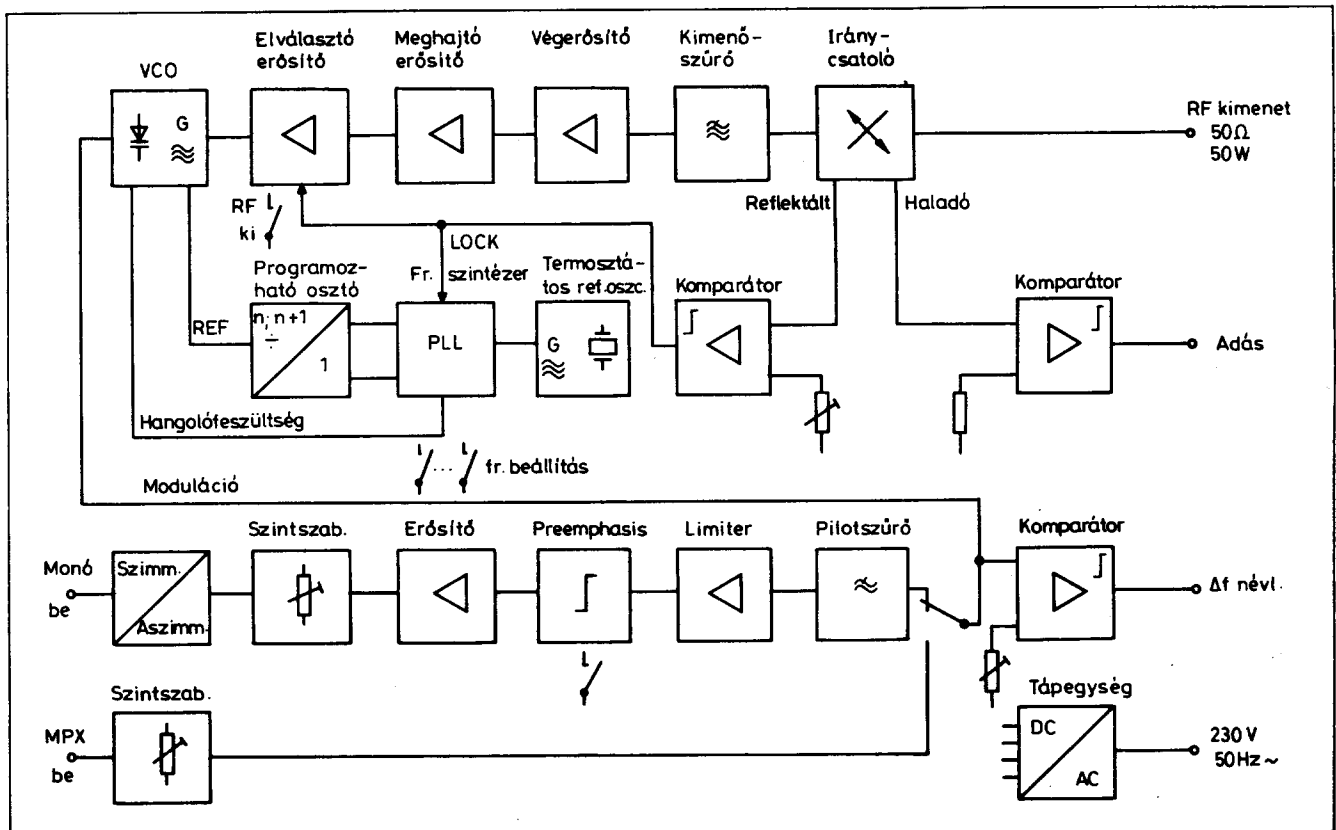 Elválasztó
erősítő
Meghajtó
erősítő
Végerősítő
Kimenő-
szűrő
Irány-
csatoló
VCO
G
RF kimenet
50Ω
50W
Reflektált
Haladó
RF
ki
LOCK
Fr. szintézer
Programoz-
ható osztó
Termosztá-
tos ref.oszc.
Komparátor
Komparátor
n; n+1
÷
1
REF
PLL
G
Adás
Hangolófeszültség
fr. beállítás
Moduláció
Szintszab.
Erősítő
Preemphasis
Limiter
Pilotszűrő
Komparátor
Monó
be
Szimm.
Aszimm.
Δf névl.
Szintszab.
Tápegység
MPX
be
DC
AC
230 V
50Hz ~